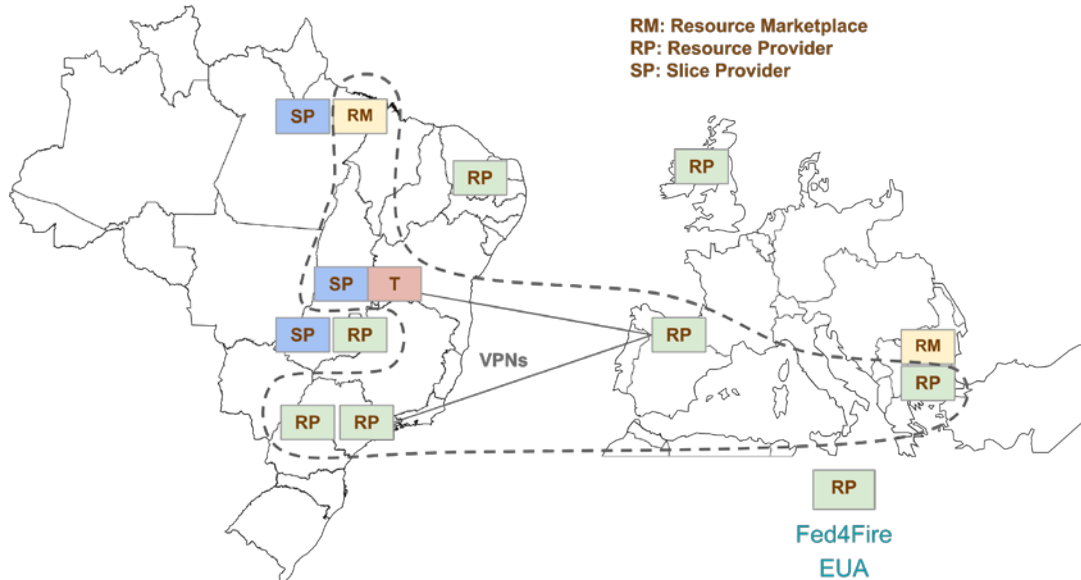 RM: Resource Marketplace
RP: Resource Provider
SP: Slice Provider
SP RM
RP
RP
SP T
SP RP
VPNs
RP
RM
RP
RP RP
RP
Fed4Fire
EUA